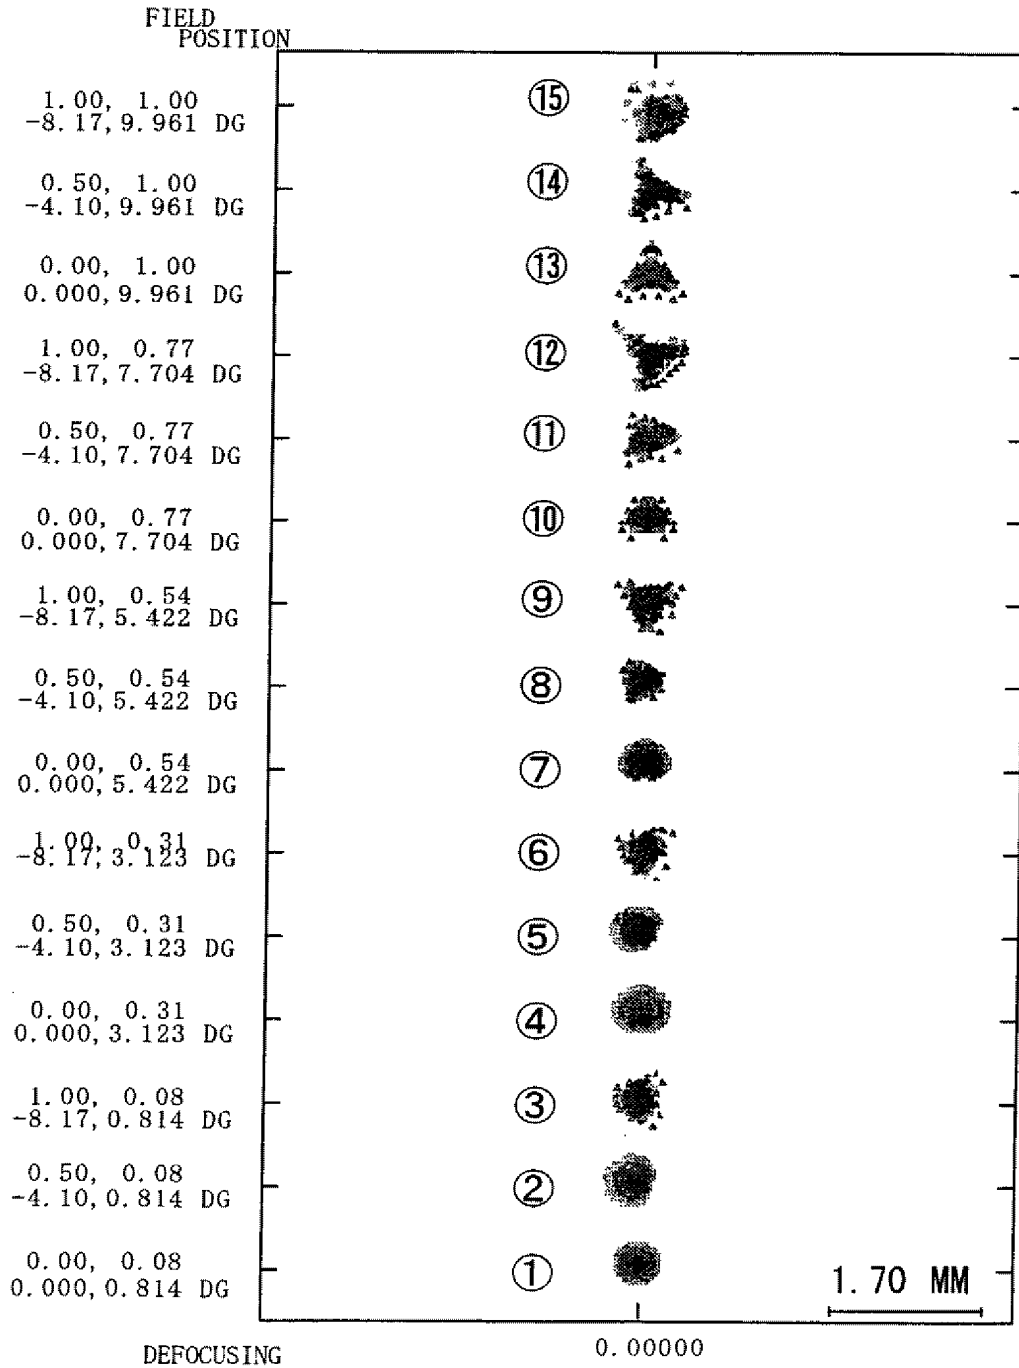 FIELD
POSITION
1.00, 1.00
-8.17, 9.961 DG
⑮
0.50, 1.00
-4.10, 9.961 DG
⑭
0.00, 1.00
0.000, 9.961 DG
⑬
1.00, 0.77
-8.17, 7.704 DG
⑫
0.50, 0.77
-4.10, 7.704 DG
⑪
0.00, 0.77
0.000, 7.704 DG
⑩
1.00, 0.54
-8.17, 5.422 DG
⑨
0.50, 0.54
-4.10, 5.422 DG
⑧
0.00, 0.54
0.000, 5.422 DG
⑦
1.00, 0.31
-8.17, 3.123 DG
⑥
0.50, 0.31
-4.10, 3.123 DG
⑤
0.00, 0.31
0.000, 3.123 DG
④
1.00, 0.08
-8.17, 0.814 DG
③
0.50, 0.08
-4.10, 0.814 DG
②
0.00, 0.08
0.000, 0.814 DG
①
1.70 MM
DEFOCUSING
0.00000